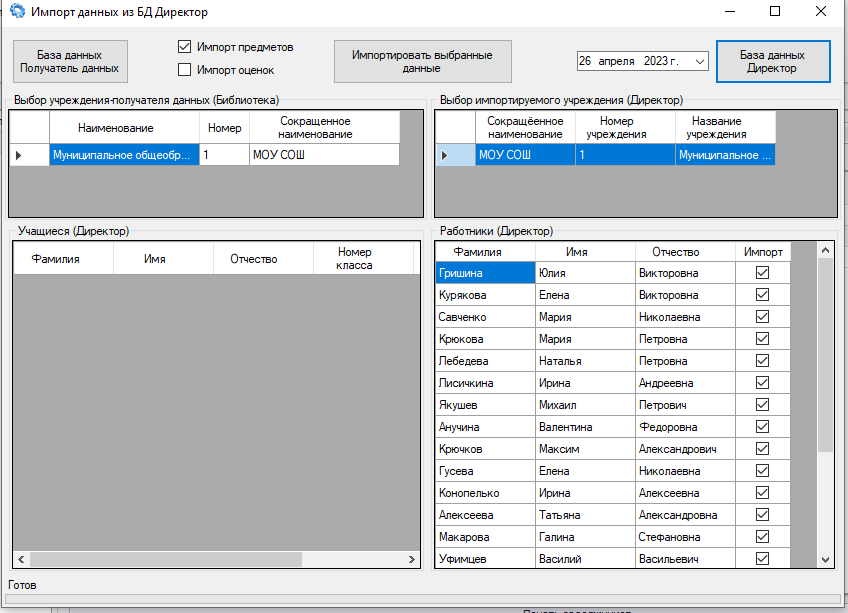 Импорт данных из БД Директор
База данных
Получатель данных
Импорт предметов
Импорт оценок
Импортировать выбранные
данные
26 апреля 2023 г.
База данных
Директор
Выбор учреждения-получателя данных (Библиотека)
Наименование Номер Сокращенное
наименование
Муниципальное общеобр... 1 МОУ СОШ
Выбор импортируемого учреждения (Директор)
Сокращённое
наименование Номер
учреждения Название
учреждения
МОУ СОШ 1 Муниципальное ...
Учащиеся (Директор)
Фамилия Имя Отчество Номер
класса
Работники (Директор)
Фамилия Имя Отчество Импорт
Гришина Юлия Викторовна
Курякова Елена Викторовна
Савченко Мария Николаевна
Крюкова Мария Петровна
Лебедева Наталья Петровна
Лисичкина Ирина Андреевна
Якушев Михаил Петрович
Анучина Валентина Федоровна
Крючков Максим Александрович
Гусева Елена Николаевна
Конопелько Ирина Алексеевна
Алексеева Татьяна Александровна
Макарова Галина Стефановна
Уфимцев Василий Васильевич
Готов